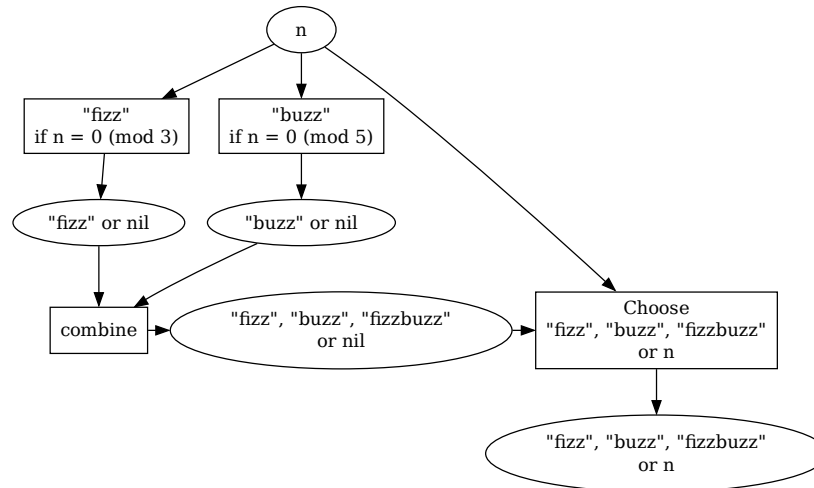 n
"fizz"
if n = 0 (mod 3)
"buzz"
if n = 0 (mod 5)
"fizz" or nil
"buzz" or nil
combine
"fizz", "buzz", "fizzbuzz"
or nil
Choose
"fizz", "buzz", "fizzbuzz"
or n
"fizz", "buzz", "fizzbuzz"
or n